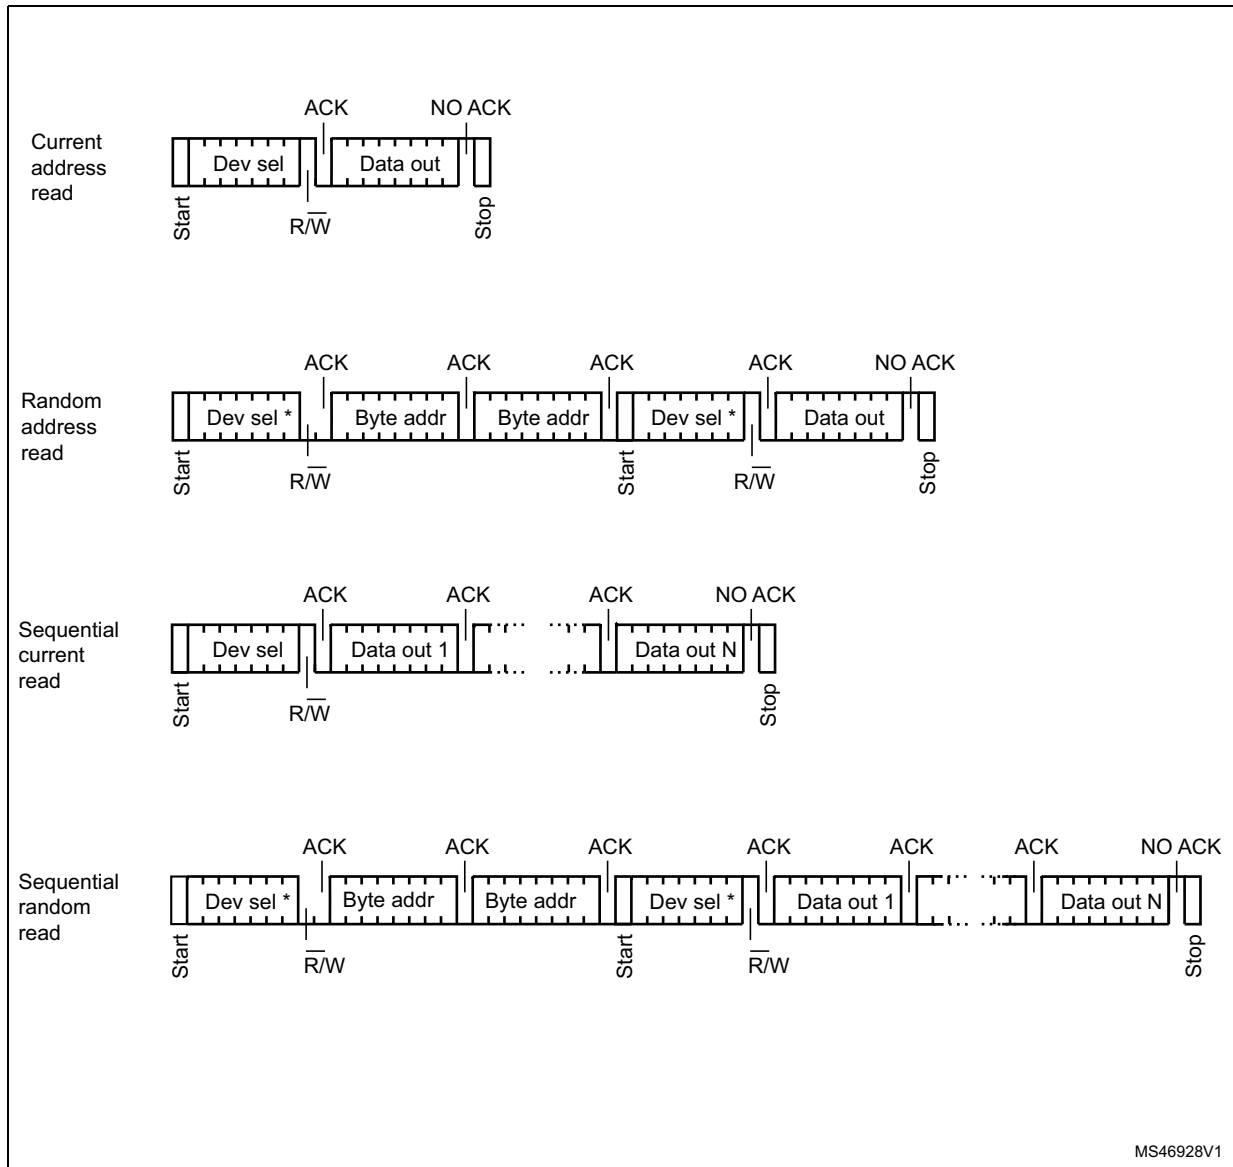 ACK NO ACK
Current
address
read
Dev sel Data out
Start R/W̅ Stop
ACK ACK ACK ACK NO ACK
Random
address
read
Dev sel * Byte addr Byte addr Dev sel * Data out
Start R/W̅ Start R/W̅ Stop
ACK ACK ACK NO ACK
Sequential
current
read
Dev sel Data out 1 Data out N
Start R/W̅ Stop
ACK ACK ACK ACK ACK ACK NO ACK
Sequential
random
read
Dev sel * Byte addr Byte addr Dev sel * Data out 1 Data out N
Start R̅/W Start R̅/W Stop
MS46928V1